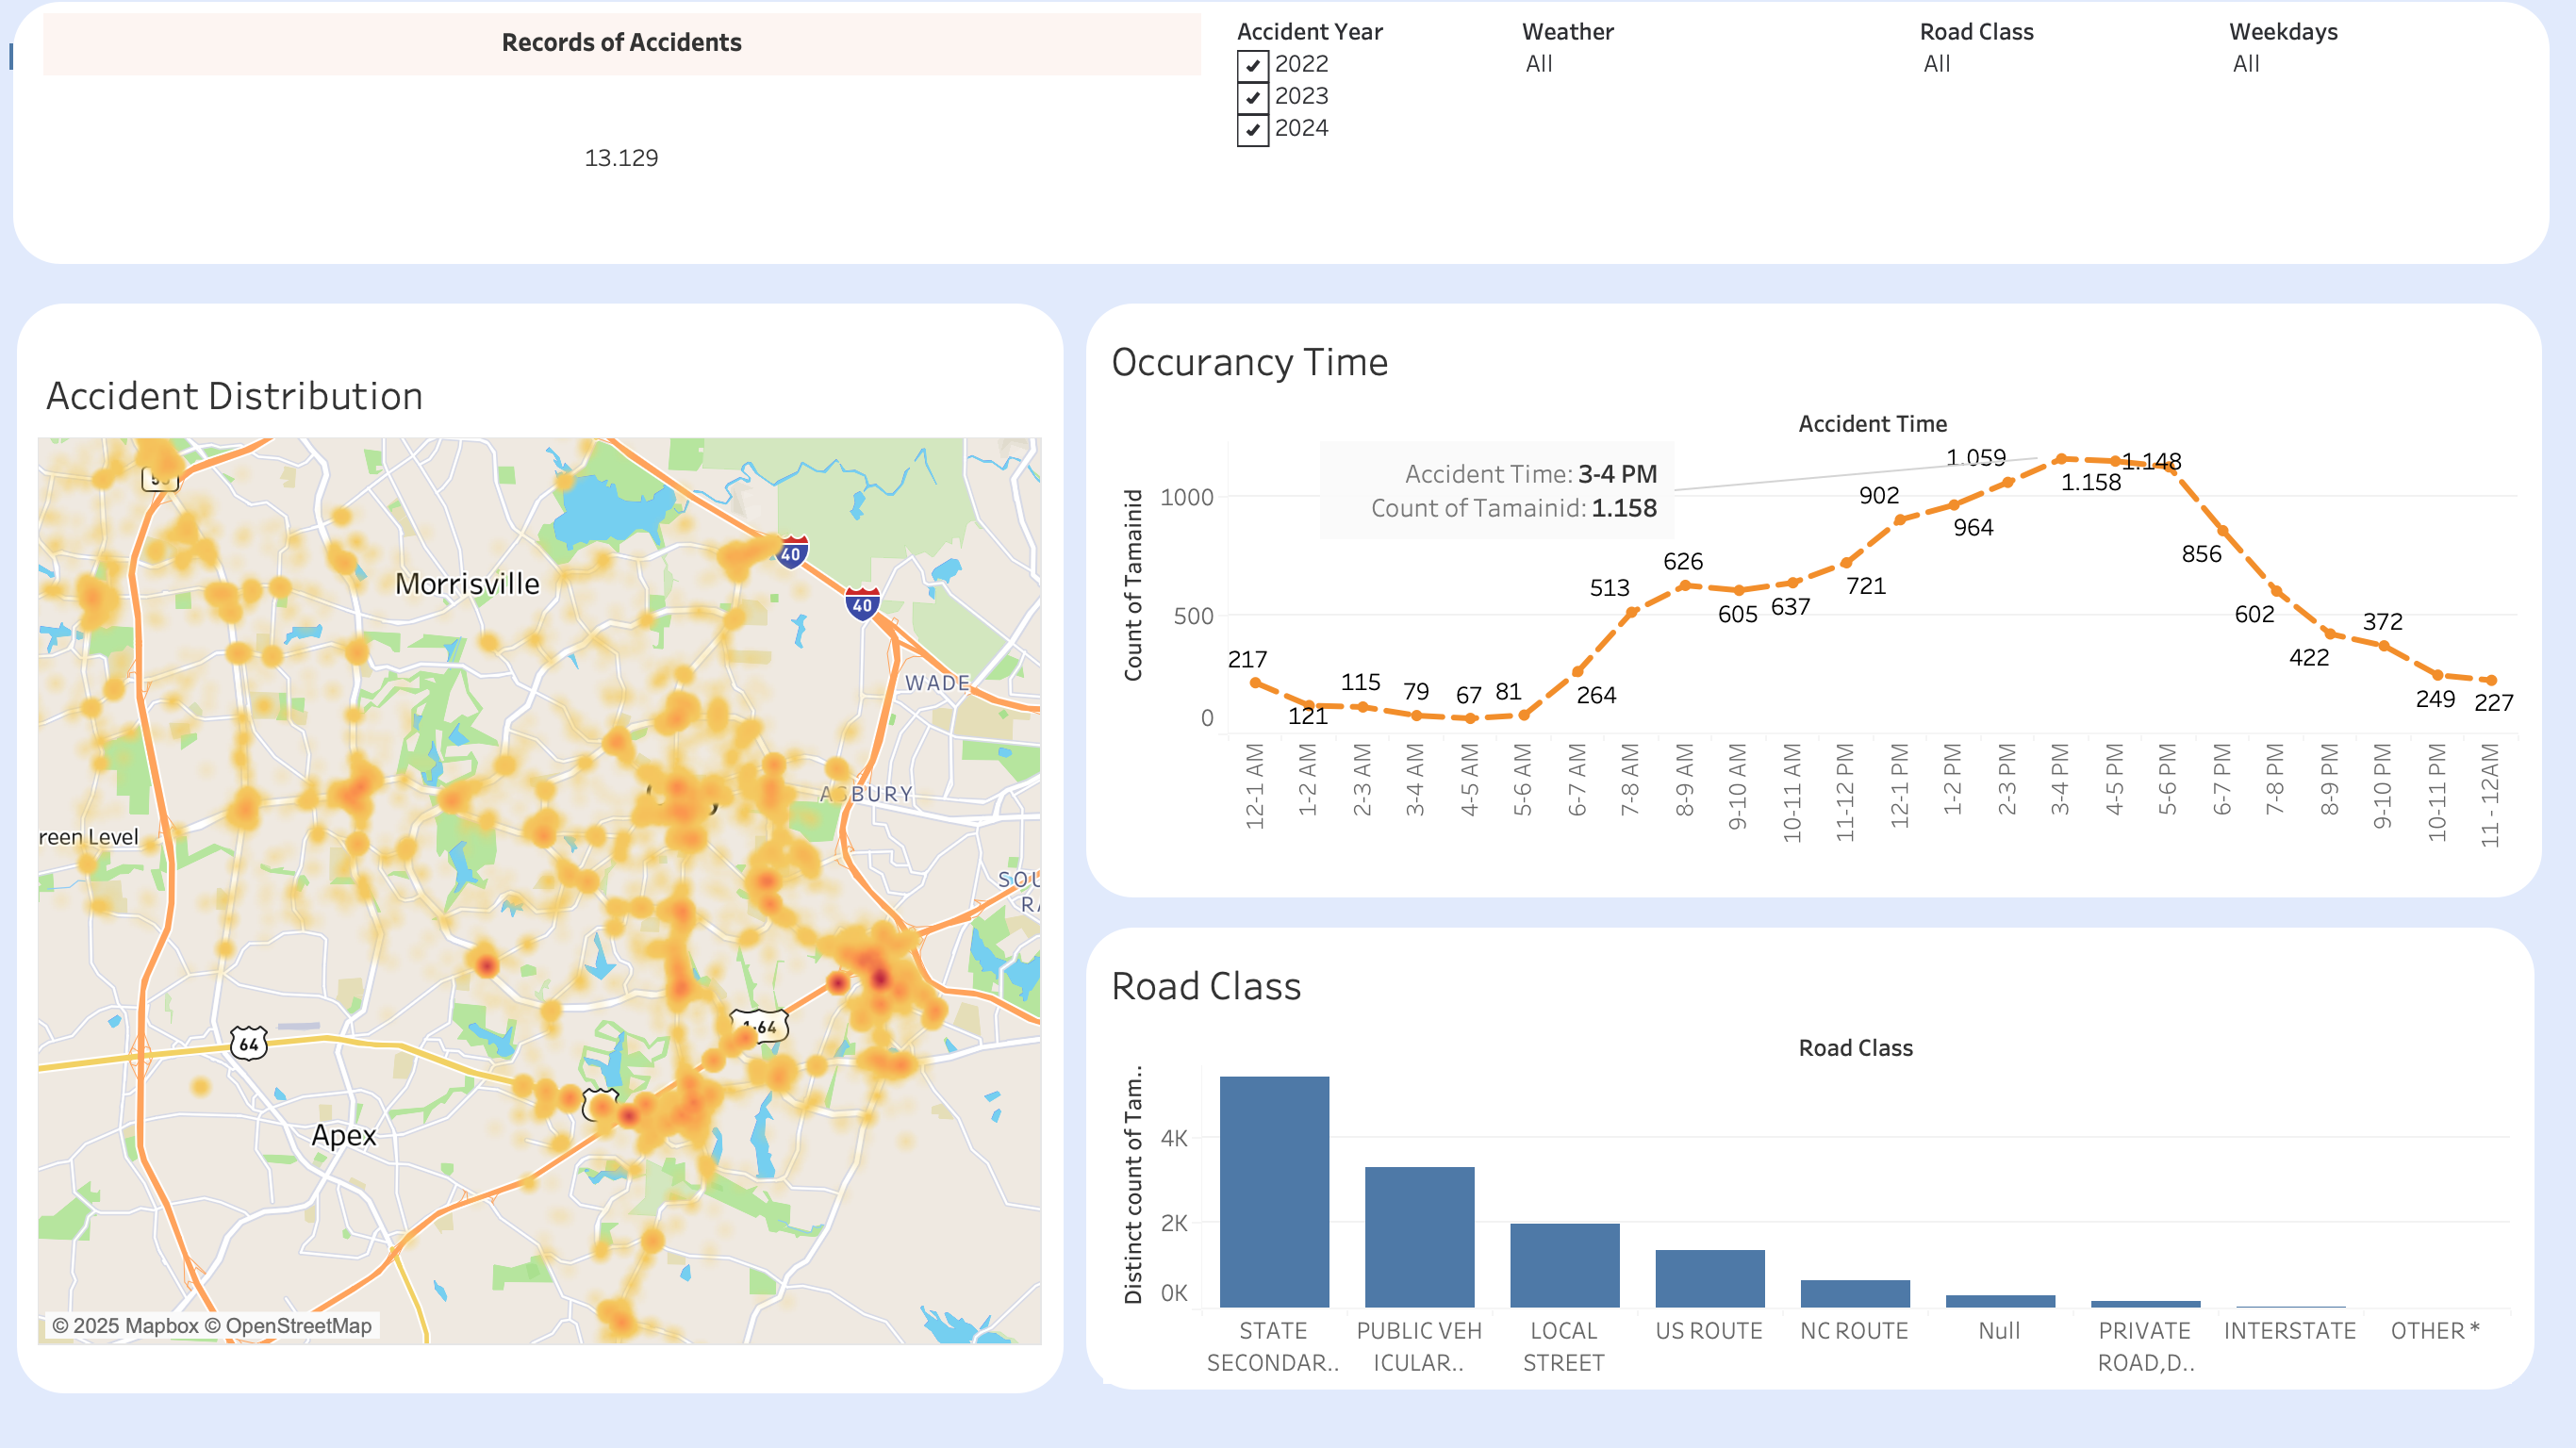 Records of Accidents
13.129
Accident Year
2022
2023
2024
Weather
All
Road Class
All
Weekdays
All
Accident Distribution
Morrisville
40
40
WADE
ASBURY
reen Level
SOU
RA
1-64
64
Apex
© 2025 Mapbox © OpenStreetMap
Occurancy Time
Accident Time
Accident Time: 3-4 PM
Count of Tamainid: 1.158
Count of Tamainid
1000
500
0
217
121
115
79
67
81
264
513
626
605
637
721
902
964
1.059
1.158
1.148
856
602
422
372
249
227
12-1 AM
1-2 AM
2-3 AM
3-4 AM
4-5 AM
5-6 AM
6-7 AM
7-8 AM
8-9 AM
9-10 AM
10-11 AM
11-12 PM
12-1 PM
1-2 PM
2-3 PM
3-4 PM
4-5 PM
5-6 PM
6-7 PM
7-8 PM
8-9 PM
9-10 PM
10-11 PM
11 - 12AM
Road Class
Road Class
Distinct count of Tam..
4K
2K
0K
STATE SECONDAR..
PUBLIC VEH ICULAR..
LOCAL STREET
US ROUTE
NC ROUTE
Null
PRIVATE ROAD,D..
INTERSTATE
OTHER *